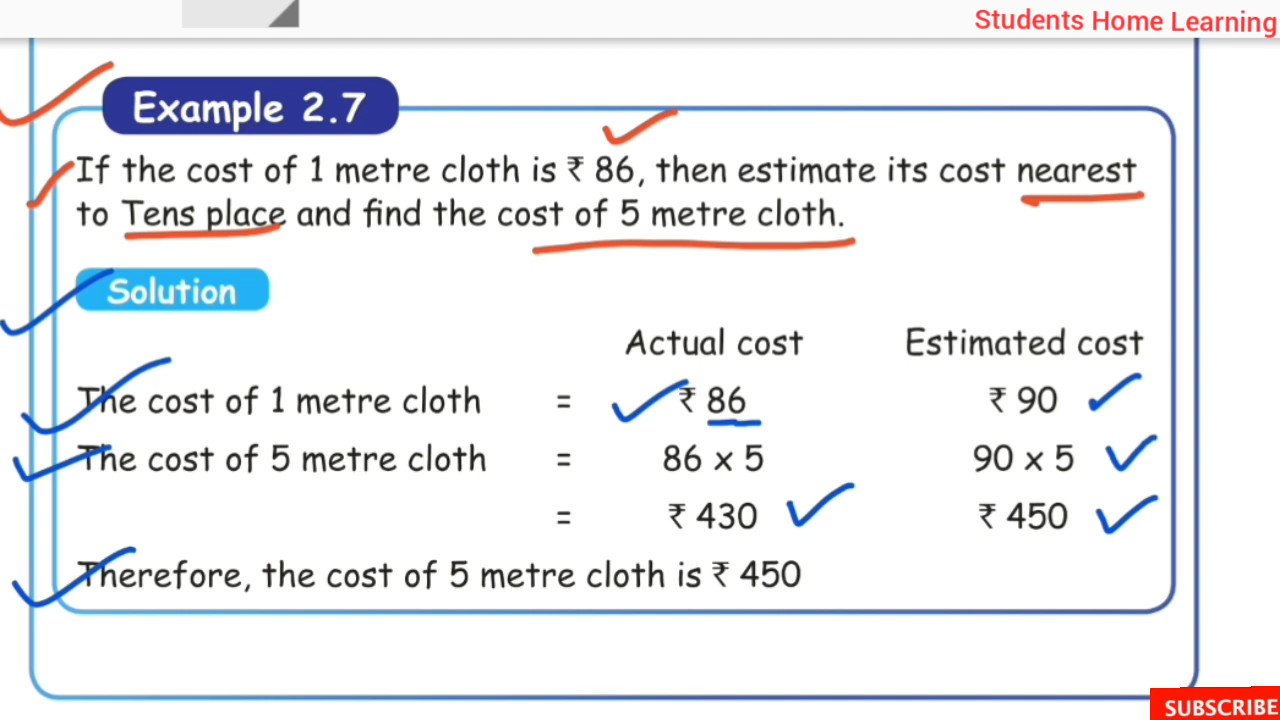 Students Home Learning
Example 2.7
If the cost of 1 metre cloth is ₹ 86, then estimate its cost nearest
to Tens place and find the cost of 5 metre cloth.
Solution
Actual cost Estimated cost
The cost of 1 metre cloth = ₹ 86 ₹ 90
The cost of 5 metre cloth = 86 x 5 90 x 5
= ₹ 430 ₹ 450
Therefore, the cost of 5 metre cloth is ₹ 450
SUBSCRIBE